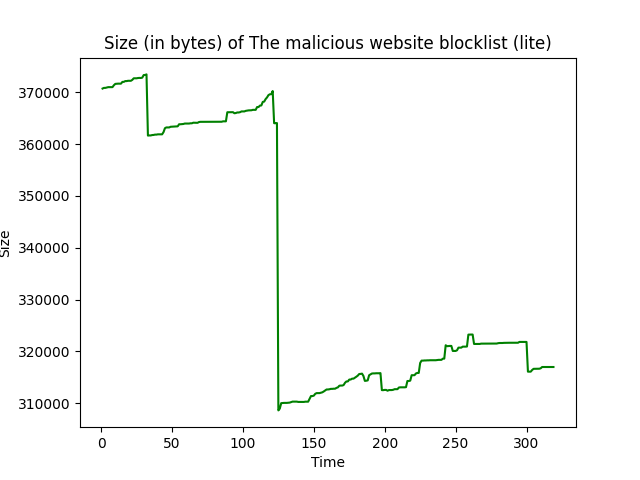 Size (in bytes) of The malicious website blocklist (lite)
370000
360000
350000
340000
330000
320000
310000
Size
0 50 100 150 200 250 300
Time